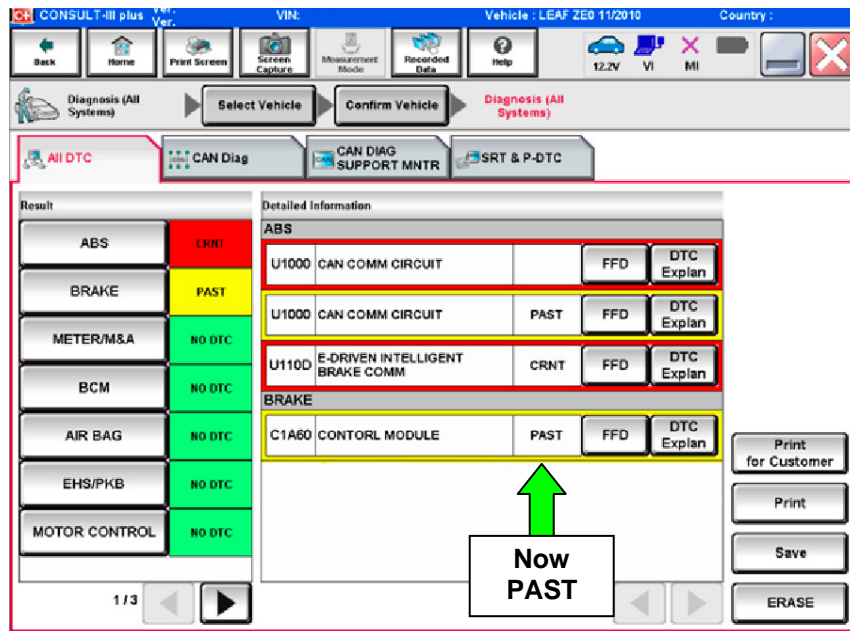 CONSULT-III plus Ver. Ver. VIN: Vehicle : LEAF ZE0 11/2010 Country :
Back Home Print Screen Screen Capture Measurement Mode Recorded Data Help 12.2V VI MI
Diagnosis (All Systems) Select Vehicle Confirm Vehicle Diagnosis (All Systems)
All DTC CAN Diag CAN DIAG SUPPORT MNTR SRT & P-DTC
Result Detailed Information
ABS CRNT
BRAKE PAST
METER/M&A NO DTC
BCM NO DTC
AIR BAG NO DTC
EHS/PKB NO DTC
MOTOR CONTROL NO DTC
1/3
ABS
U1000 CAN COMM CIRCUIT FFD DTC Explan
U1000 CAN COMM CIRCUIT PAST FFD DTC Explan
U110D E-DRIVEN INTELLIGENT BRAKE COMM CRNT FFD DTC Explan
BRAKE
C1A60 CONTORL MODULE PAST FFD DTC Explan
Now
PAST
Print
for Customer
Print
Save
ERASE